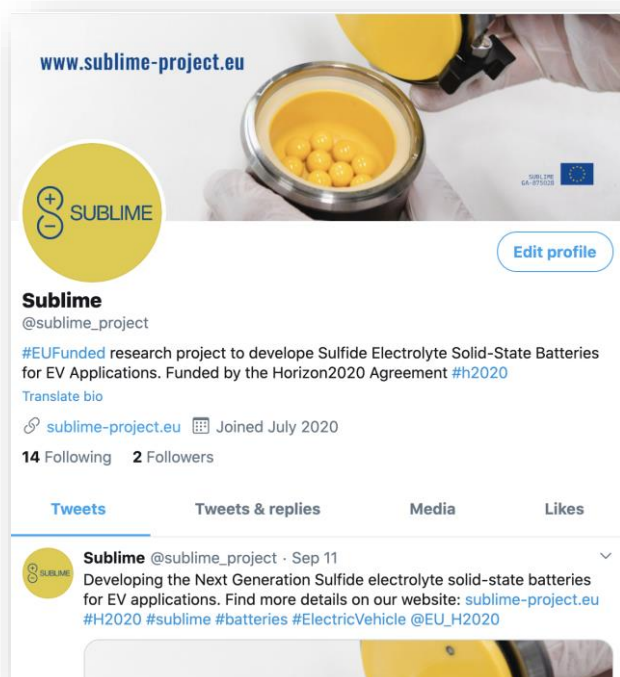 www.sublime-project.eu
SUBLIME
GA-875028
+
−
SUBLIME
Edit profile
Sublime
@sublime_project
#EUFunded research project to develope Sulfide Electrolyte Solid-State Batteries
for EV Applications. Funded by the Horizon2020 Agreement #h2020
Translate bio
sublime-project.eu Joined July 2020
14 Following 2 Followers
Tweets Tweets & replies Media Likes
Sublime @sublime_project · Sep 11
SUBLIME
Developing the Next Generation Sulfide electrolyte solid-state batteries
for EV applications. Find more details on our website: sublime-project.eu
#H2020 #sublime #batteries #ElectricVehicle @EU_H2020